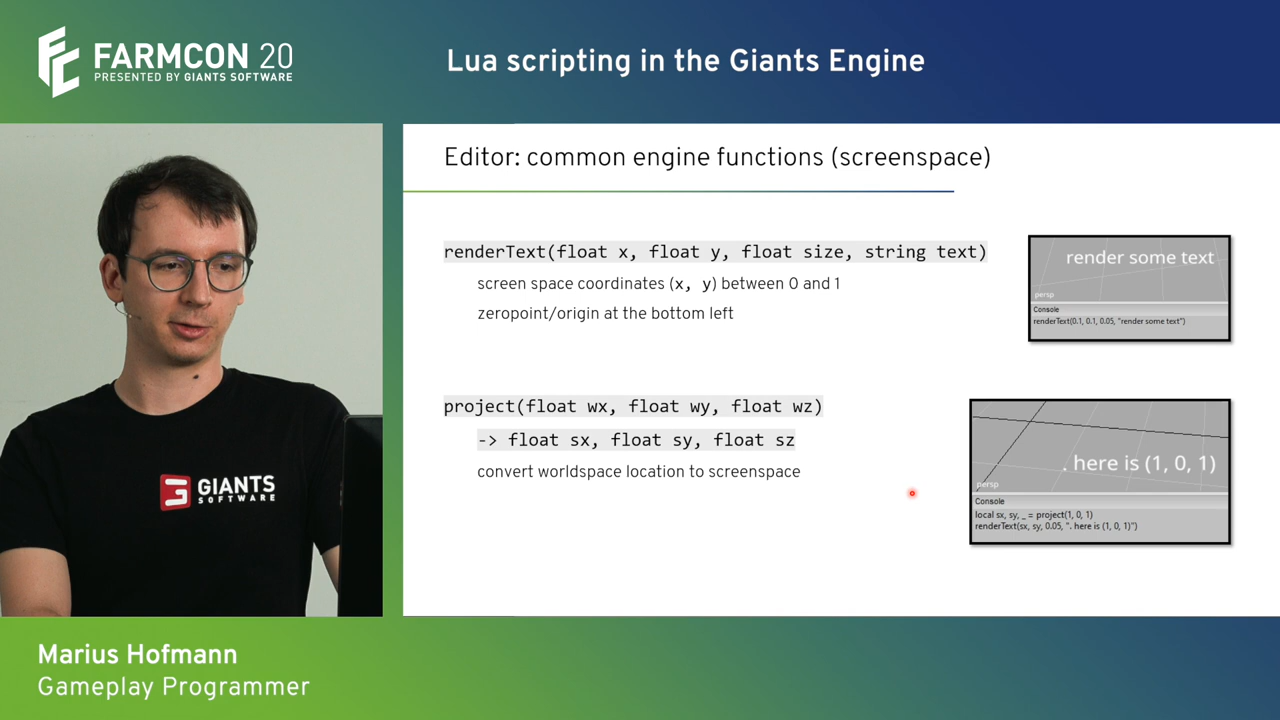 FARMCON 20
PRESENTED BY GIANTS SOFTWARE
Lua scripting in the Giants Engine
Editor: common engine functions (screenspace)
renderText(float x, float y, float size, string text)
screen space coordinates (x, y) between 0 and 1
zeropoint/origin at the bottom left
render some text
persp
Console
renderText(0.1, 0.1, 0.05, "render some text")
project(float wx, float wy, float wz)
-> float sx, float sy, float sz
convert worldspace location to screenspace
. here is (1, 0, 1)
persp
Console
local sx, sy, _ = project(1, 0, 1)
renderText(sx, sy, 0.05, ". here is (1, 0, 1)")
GIANTS
SOFTWARE
Marius Hofmann
Gameplay Programmer